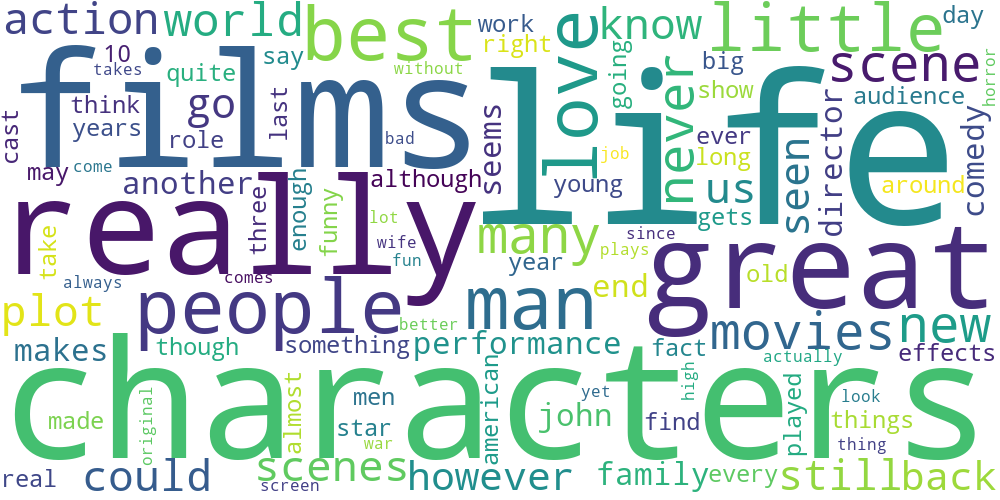 action
world
best
work
know
little
day
10
say
right
love
going
big
scene
horror
takes
quite
without
films
life
cast
think
go
last
bad
seems
never
show
audience
years
role
ever
seen
director
comedy
may
come
another
although
young
job
long
us
around
really
three
enough
funny
lot
many
gets
great
take
wife
fun
year
since
plays
old
always
comes
people
man
end
plot
better
movies
new
makes
though
something
performance
fact
actually
effects
characters
made
original
almost
men
star
war
american
john
yet
find
high
played
look
things
thing
real
could
screen
scenes
however
family
every
still
back